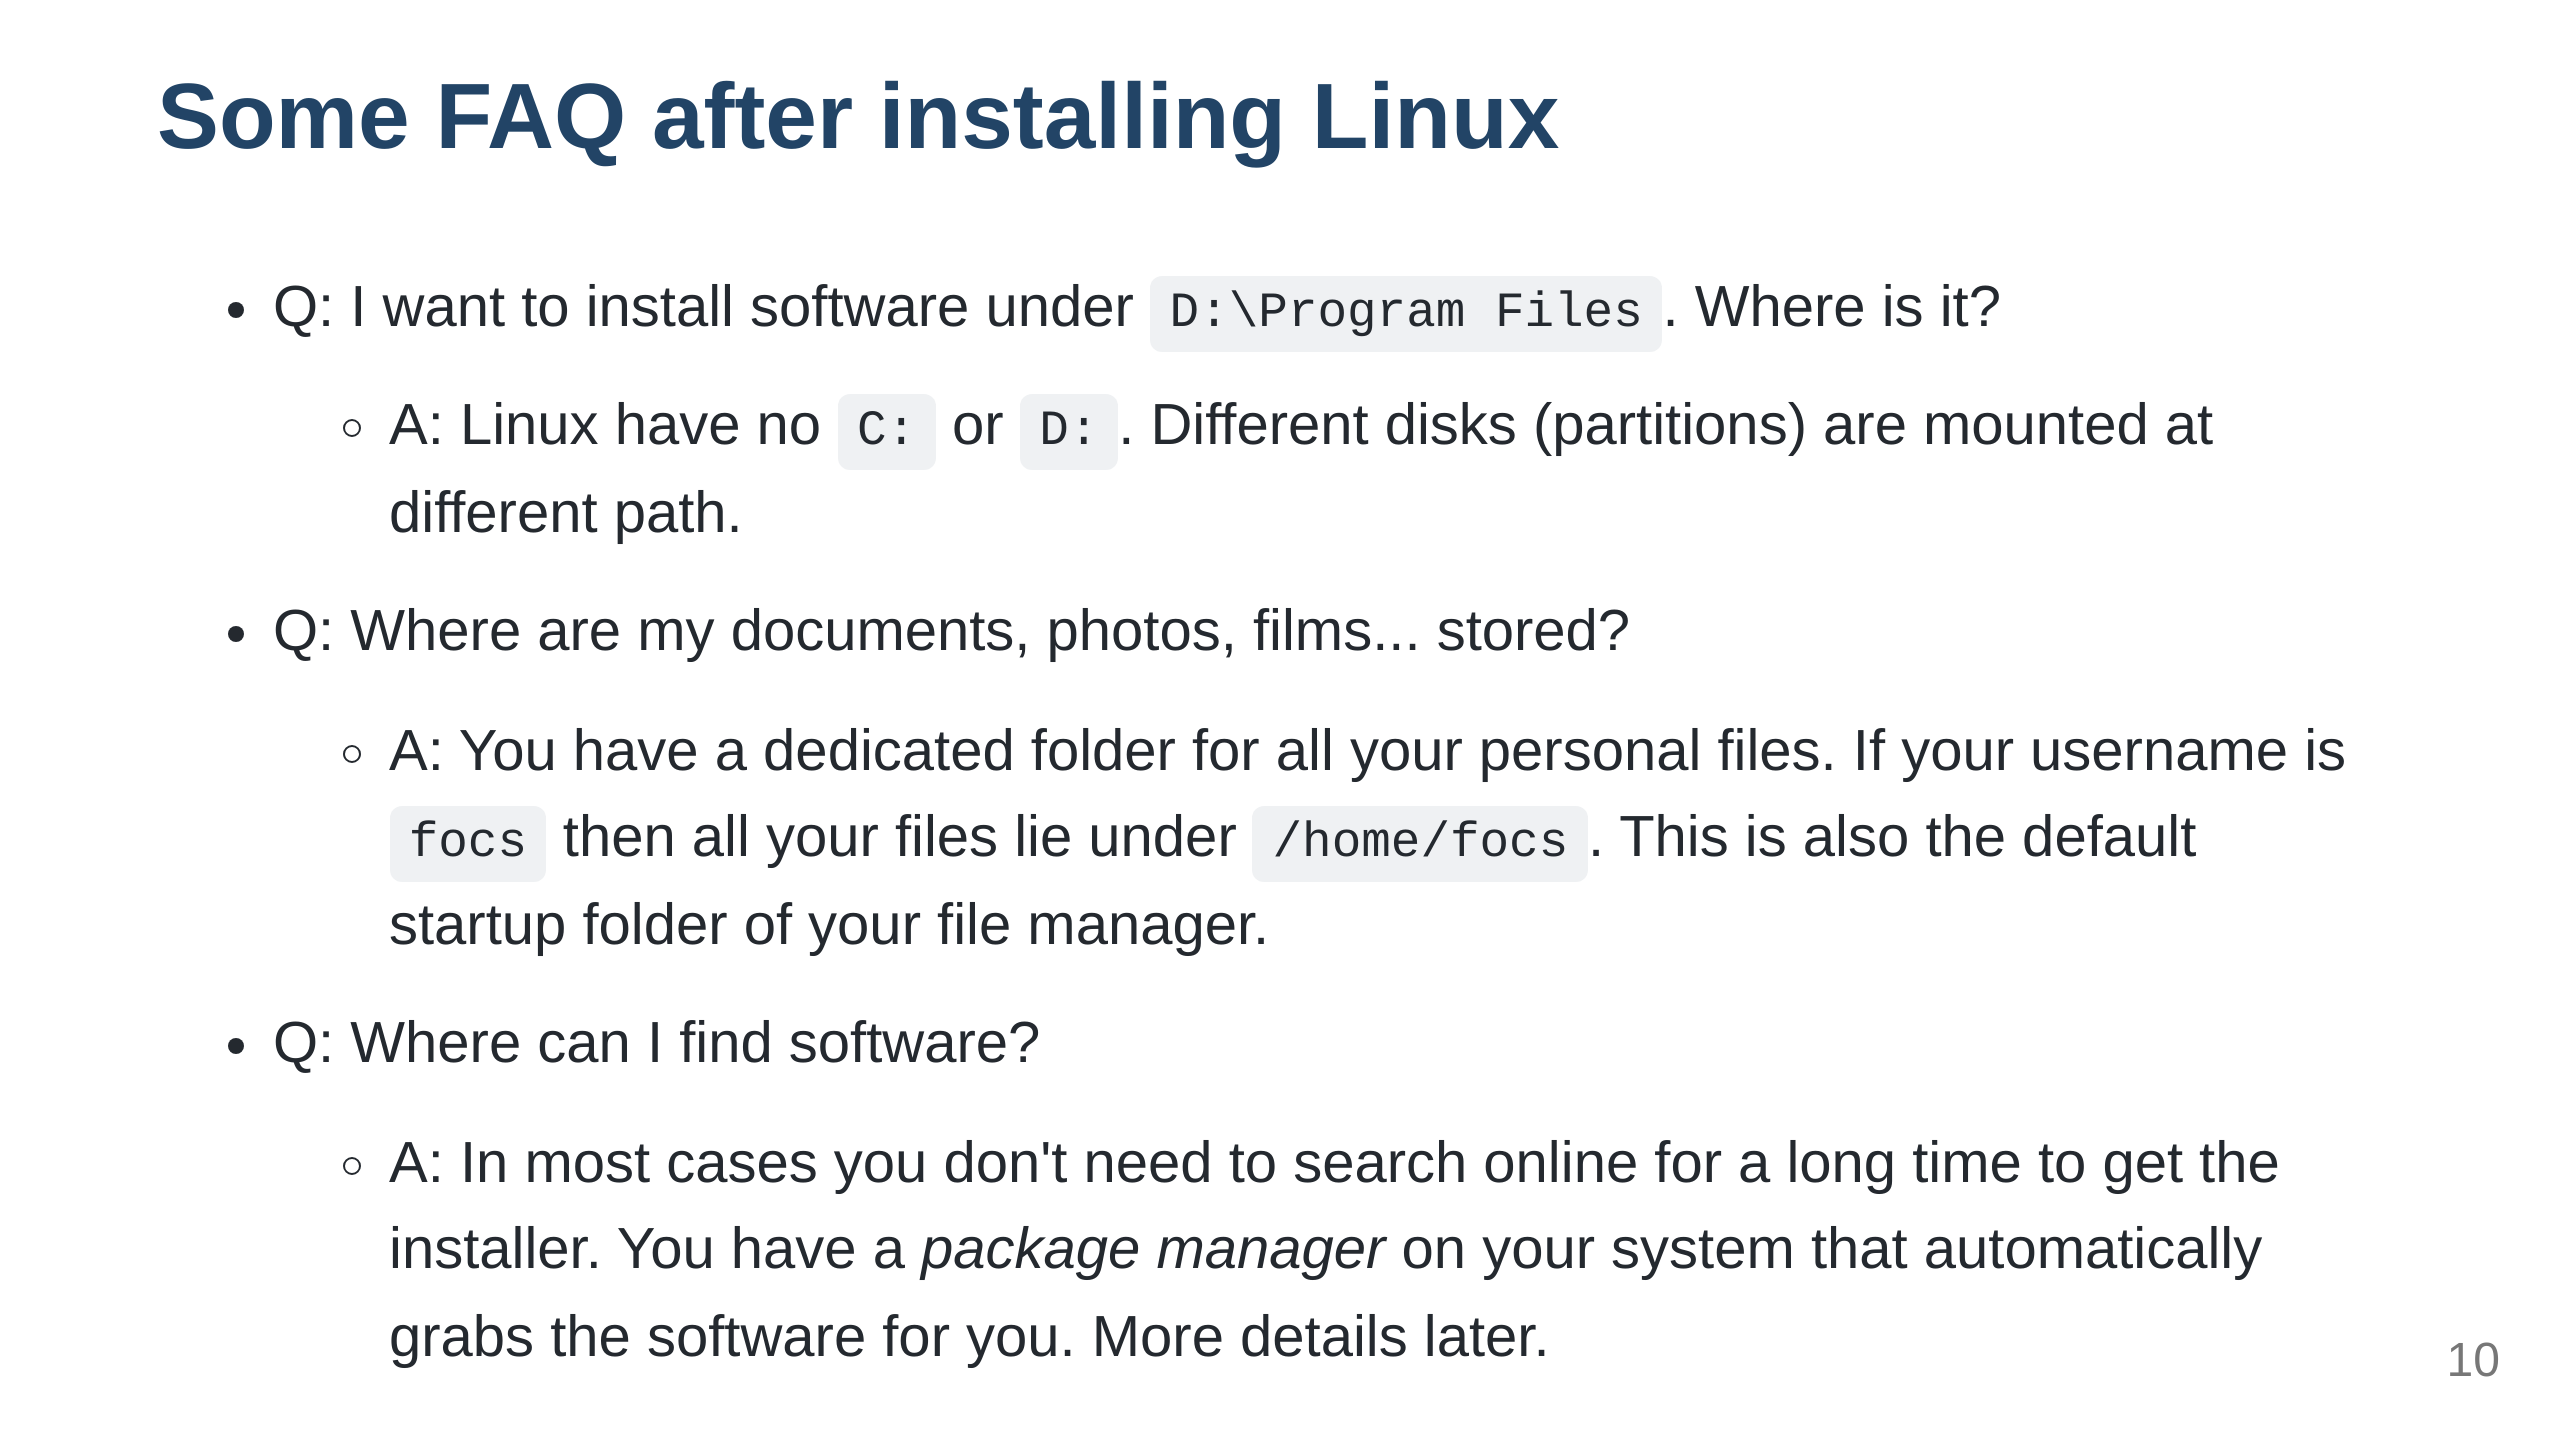 Some FAQ after installing Linux
• Q: I want to install software under D:\Program Files. Where is it?
◦ A: Linux have no C: or D:. Different disks (partitions) are mounted at
different path.
• Q: Where are my documents, photos, films... stored?
◦ A: You have a dedicated folder for all your personal files. If your username is
focs then all your files lie under /home/focs. This is also the default
startup folder of your file manager.
• Q: Where can I find software?
◦ A: In most cases you don't need to search online for a long time to get the
installer. You have a package manager on your system that automatically
grabs the software for you. More details later.
10